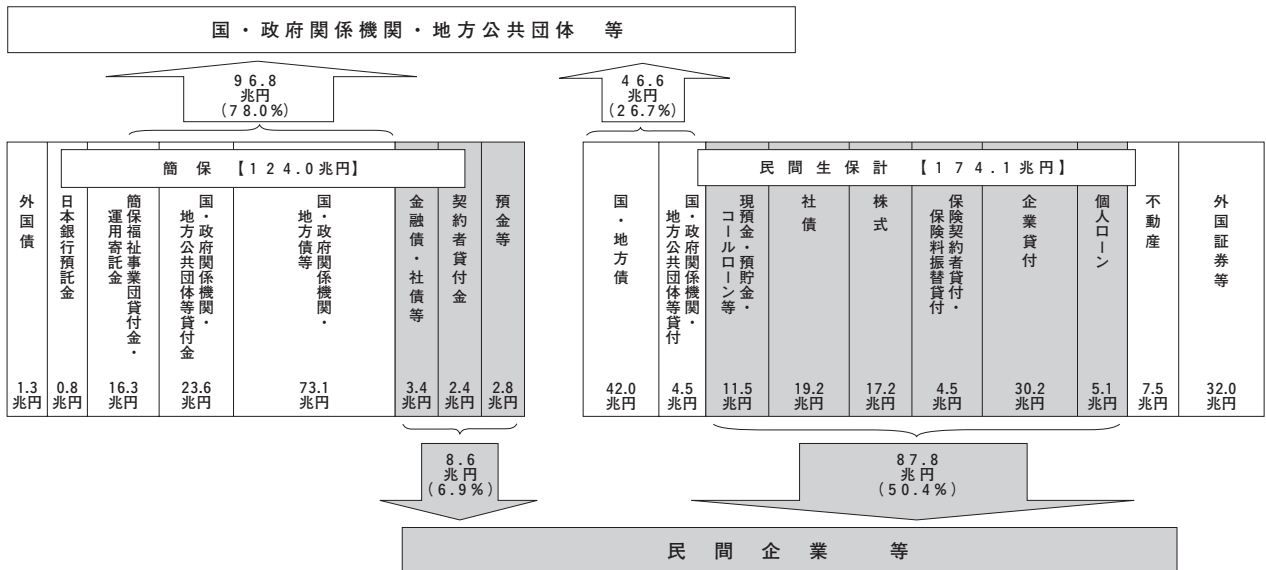 国・政府関係機関・地方公共団体 等
96.8
兆円
(78.0%)
46.6
兆円
(26.7%)
簡保【124.0兆円】
外国債
日本銀行預託金
簡保福祉事業団貸付金・
運用寄託金
国・政府関係機関・
地方公共団体等貸付金
国・政府関係機関・
地方債等
金融債・社債等
契約者貸付金
預金等
1.3
兆円
0.8
兆円
16.3
兆円
23.6
兆円
73.1
兆円
3.4
兆円
2.4
兆円
2.8
兆円
民間生保計【174.1兆円】
国・地方債
国・政府関係機関・
地方公共団体等貸付
現預金・預貯金・
コールローン等
社債
株式
保険契約者貸付・
保険料振替貸付
企業貸付
個人ローン
不動産
外国証券等
42.0
兆円
4.5
兆円
11.5
兆円
19.2
兆円
17.2
兆円
4.5
兆円
30.2
兆円
5.1
兆円
7.5
兆円
32.0
兆円
8.6
兆円
(6.9%)
87.8
兆円
(50.4%)
民間企業 等